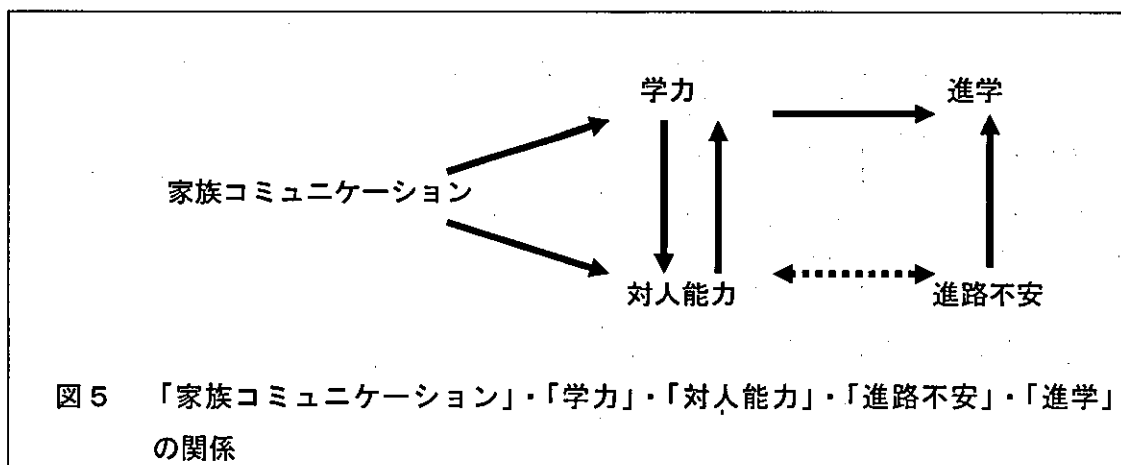 学力
進学
家族コミュニケーション
対人能力
進路不安
図5 「家族コミュニケーション」・「学力」・「対人能力」・「進路不安」・「進学」
の関係